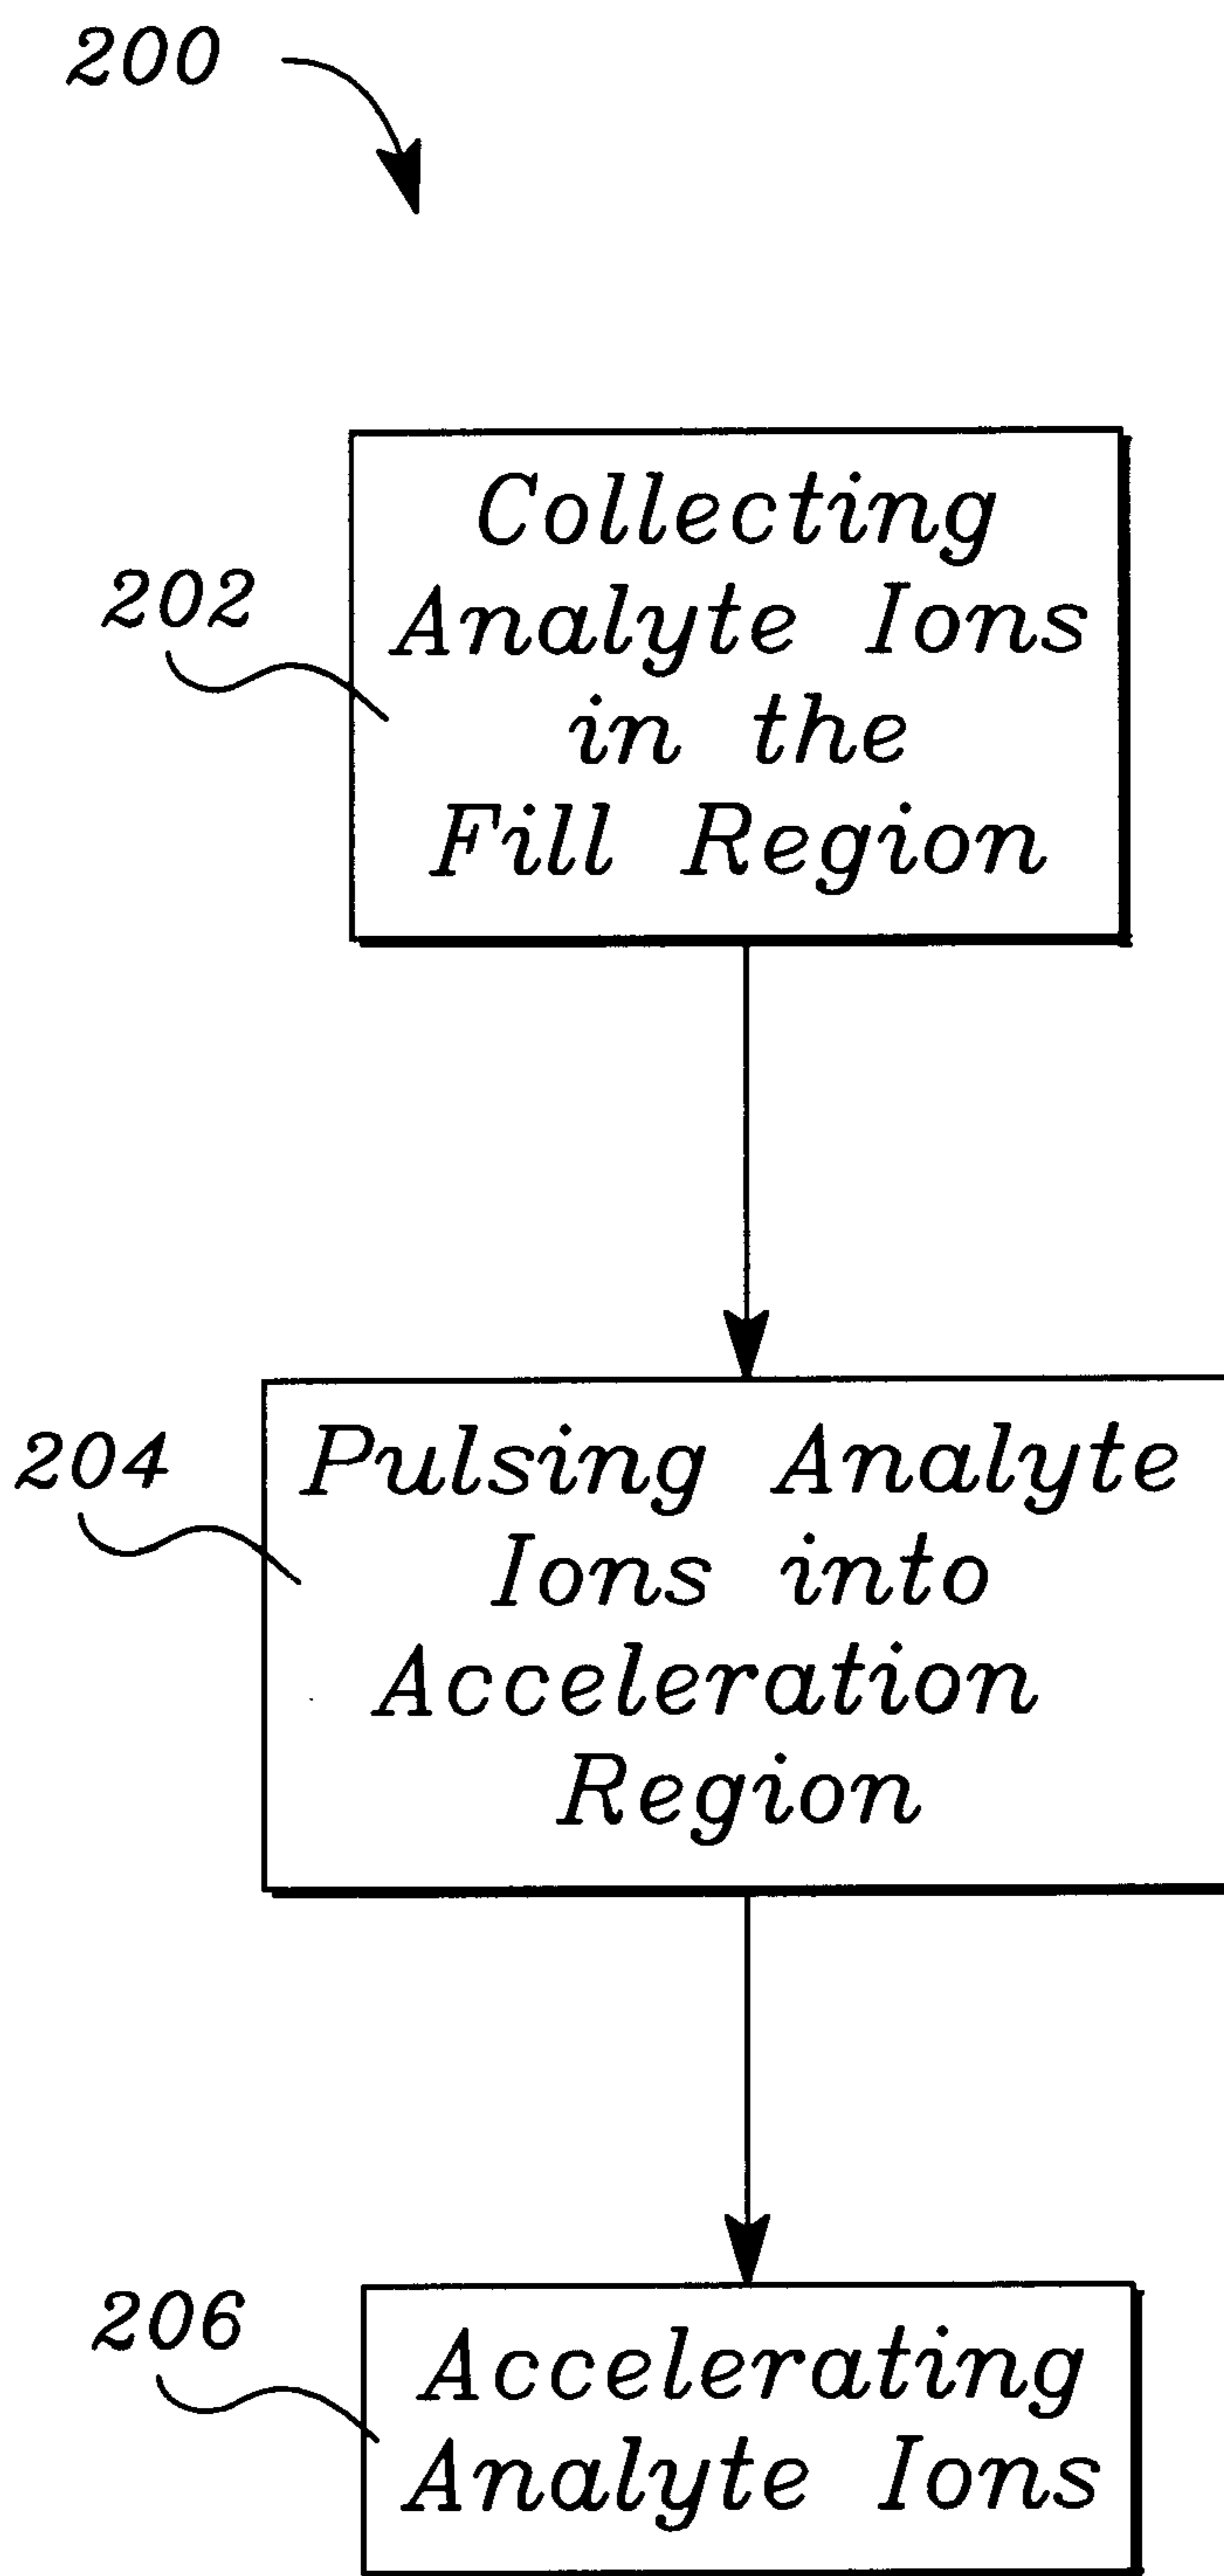 200
Collecting
Analyte Ions
in the
Fill Region
202
Pulsing Analyte
Ions into
Acceleration
Region
204
Accelerating
Analyte Ions
206